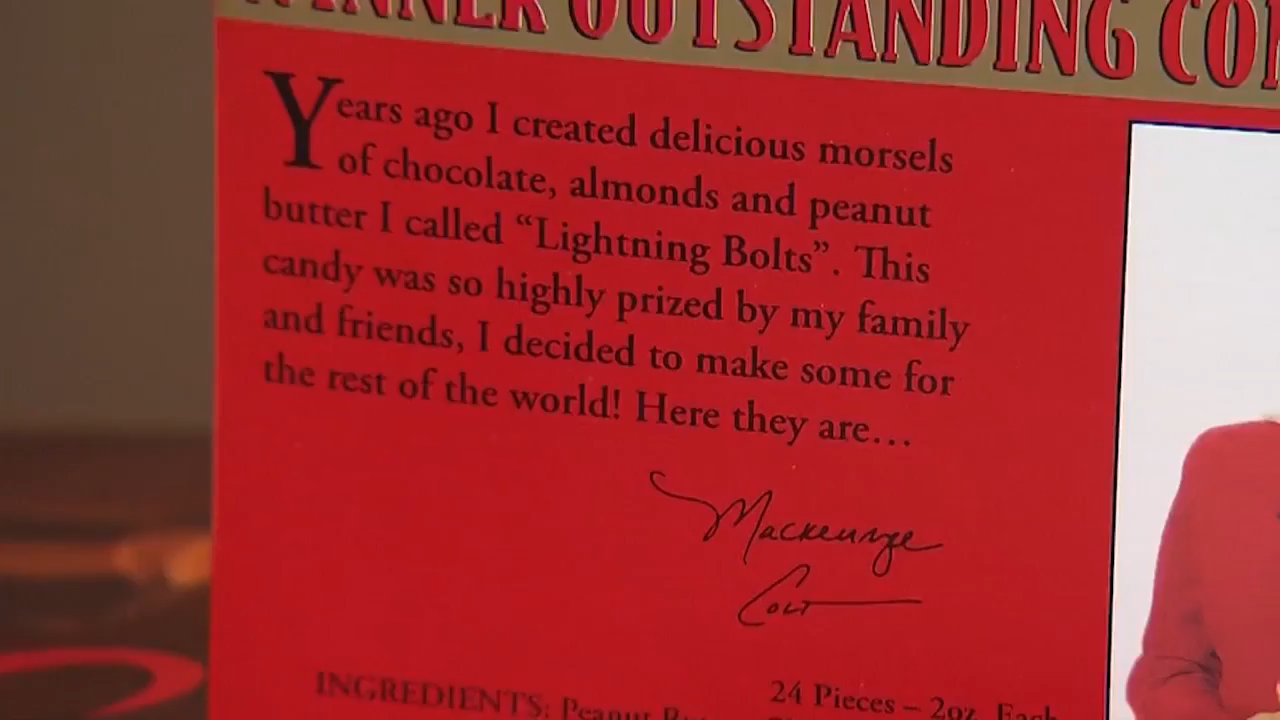 WINNER OUTSTANDING
Years ago I created delicious morsels
of chocolate, almonds and peanut
butter I called “Lightning Bolts”. This
candy was so highly prized by my family
and friends, I decided to make some for
the rest of the world! Here they are…
Mackenzie
Colt
INGREDIENTS: Peanut
24 Pieces – 2oz. Each